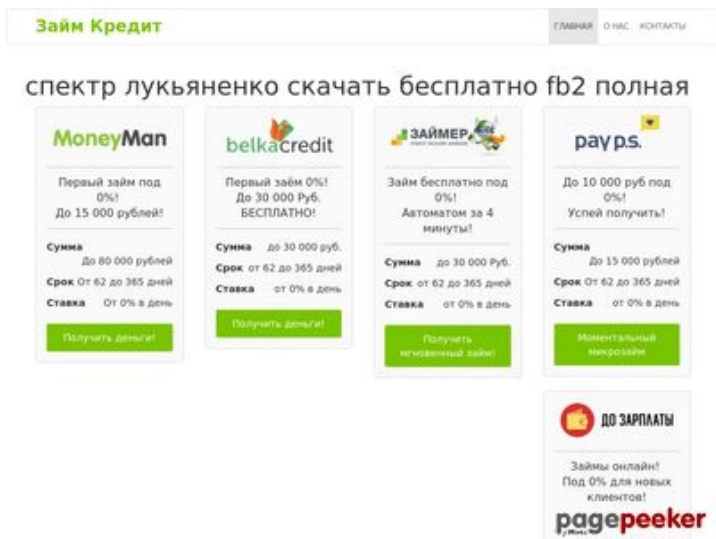 Займ Кредит
ГЛАВНАЯ О НАС. КОНТАКТЫ
спектр лукьяненко скачать бесплатно fb2 полная
MoneyMan
Первый займ под
0%!
До 15 000 рублей!
Сумма
До 80 000 рублей
Срок От 62 до 365 дней
Ставка От 0% в день
Получить деньги!
belkacredit
Первый заём 0%!
До 30 000 Руб.
БЕСПЛАТНО!
Сумма до 30 000 руб.
Срок от 62 до 365 дней
Ставка от 0% в день
Получить деньги!
ЗАЙМЕР
Займ бесплатно под
0%!
Автоматом за 4
минуты!
Сумма до 30 000 Руб.
Срок от 62 до 365 дней
Ставка от 0% в день
Получить
мгновенный займ!
pay p.s.
До 10 000 руб под
0%!
Успей получить!
Сумма
До 15 000 рублей
Срок От 62 до 365 дней
Ставка от 0% в день
Моментальный
микрозайм
ДО ЗАРПЛАТЫ
Займы онлайн!
Под 0% для новых
клиентов!
pagepeeker